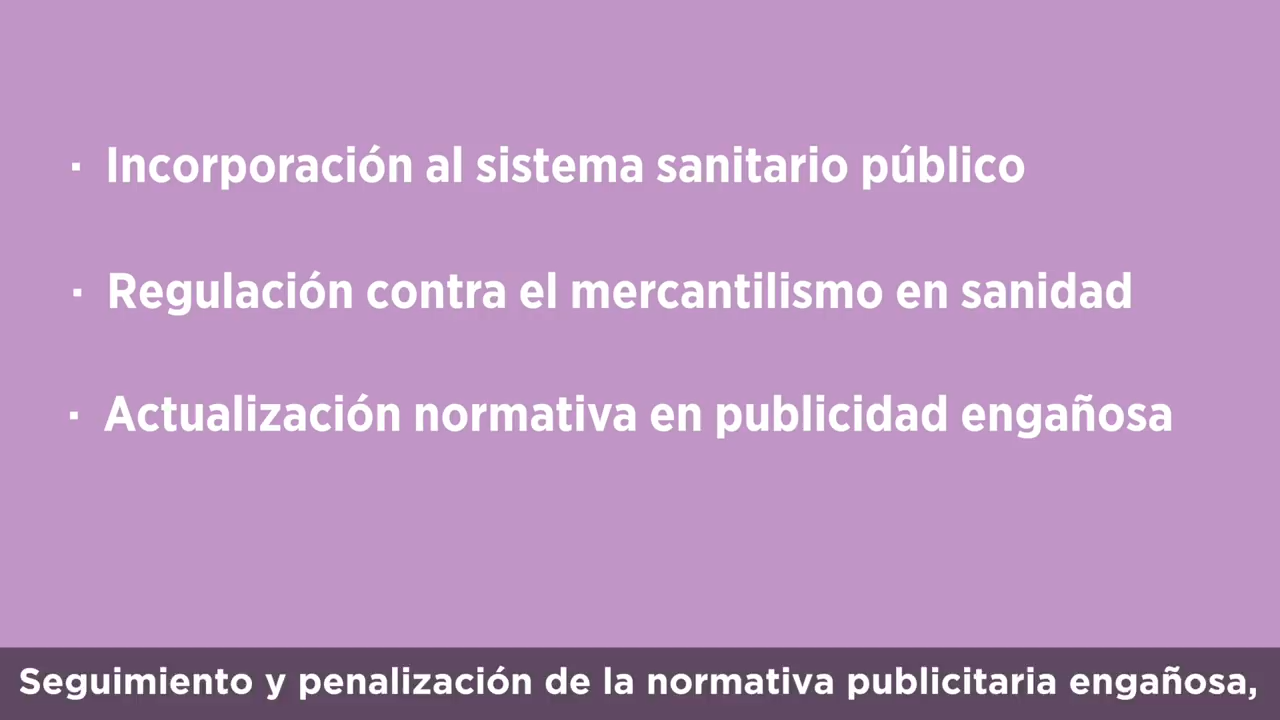 · Incorporación al sistema sanitario público
· Regulación contra el mercantilismo en sanidad
· Actualización normativa en publicidad engañosa
Seguimiento y penalización de la normativa publicitaria engañosa,